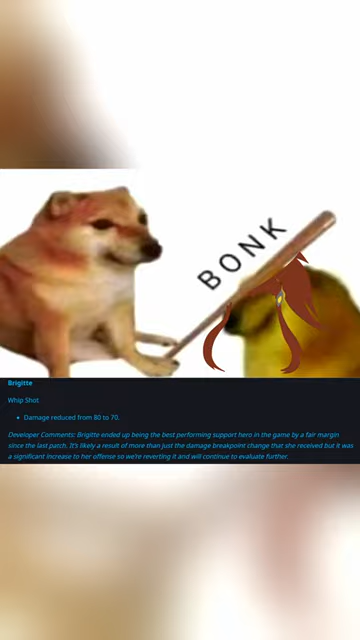 BONK
Brigitte
Whip Shot
• Damage reduced from 80 to 70.
Developer Comments: Brigitte ended up being the best performing support hero in the game by a fair margin
since the last patch. It's likely a result of more than just the damage breakpoint change that she received but it was
a significant increase to her offense so we're reverting it and will continue to evaluate further.